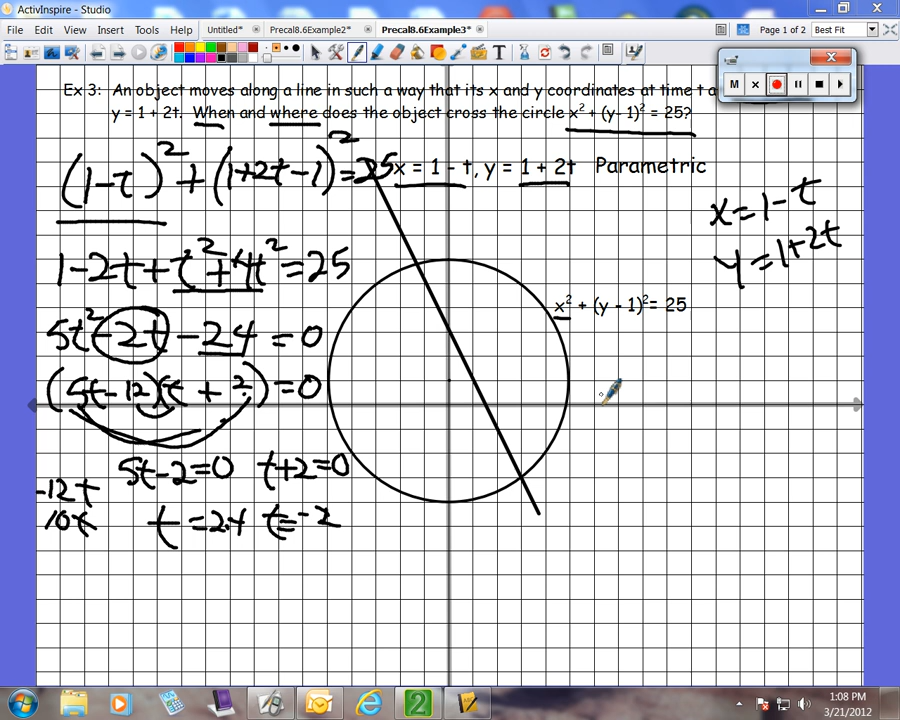 ActivInspire - Studio
File Edit View Insert Tools Help
Untitled* Precal8.6Example2* Precal8.6Example3*
Page 1 of 2 Best Fit
M
Ex 3: An object moves along a line in such a way that its x and y coordinates at time t a
y = 1 + 2t. When and where does the object cross the circle x² + (y- 1)² = 25?
(1-t)² + (1+2t-1)² = 25
x = 1 - t, y = 1 + 2t Parametric
x = 1 - t
y = 1+2t
1-2t+t²+4t² = 25
x² + (y - 1)² = 25
5t² -2t -24 = 0
(5t-12)(t + 2) = 0
5t-2=0 t+2=0
-12t
10t
t = 2.4 t = -2
2
1:08 PM
3/21/2012